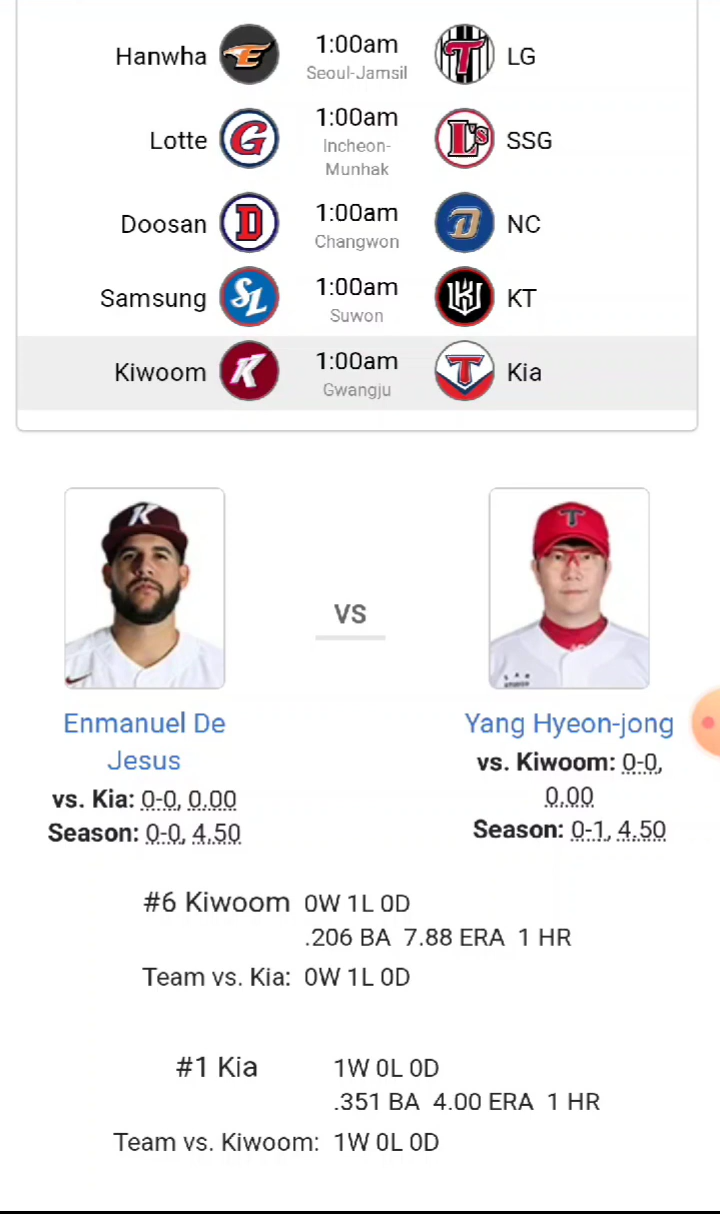 Hanwha E 1:00am T LG
Seoul-Jamsil
Lotte G 1:00am L's SSG
Incheon-
Munhak
Doosan D 1:00am D NC
Changwon
Samsung SL 1:00am KT
Suwon
Kiwoom K 1:00am T Kia
Gwangju
K
T
VS
Enmanuel De
Jesus
vs. Kia: 0-0, 0.00
Season: 0-0, 4.50
Yang Hyeon-jong
vs. Kiwoom: 0-0,
0.00
Season: 0-1, 4.50
#6 Kiwoom 0W 1L 0D
.206 BA 7.88 ERA 1 HR
Team vs. Kia: 0W 1L 0D
#1 Kia 1W 0L 0D
.351 BA 4.00 ERA 1 HR
Team vs. Kiwoom: 1W 0L 0D